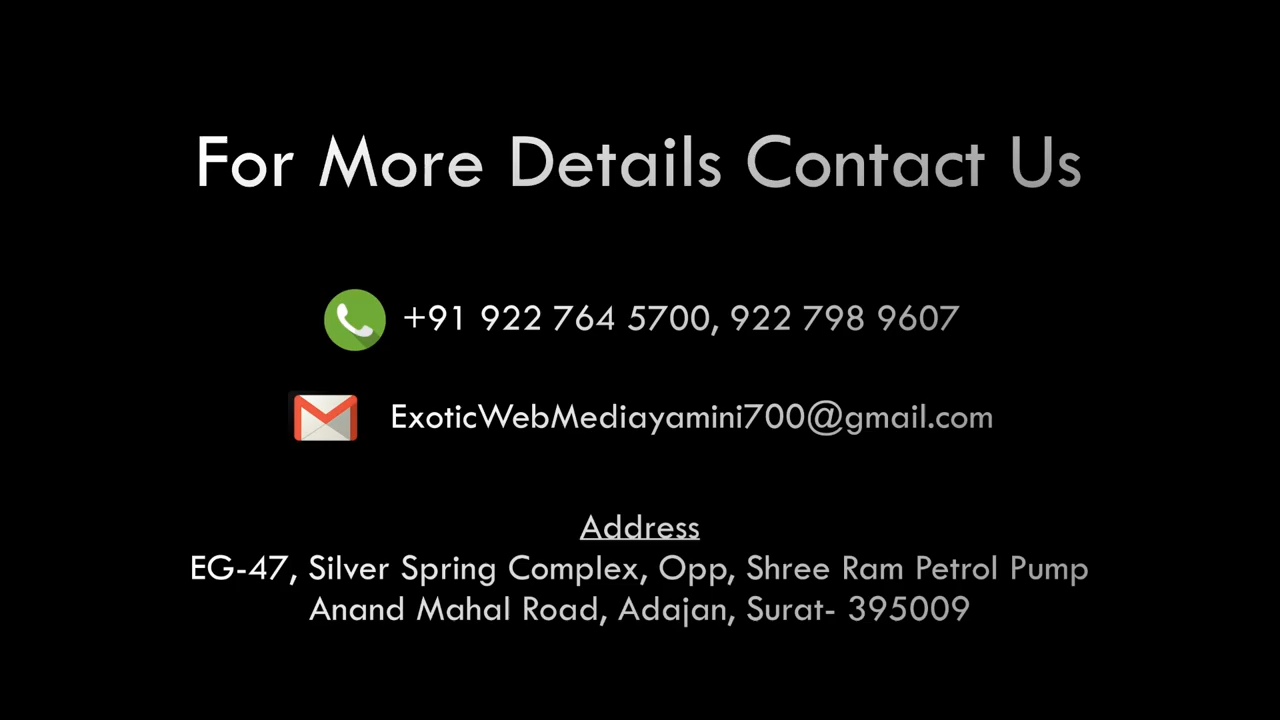 For More Details Contact Us
+91 922 764 5700, 922 798 9607
ExoticWebMediayamini700@gmail.com
Address
EG-47, Silver Spring Complex, Opp, Shree Ram Petrol Pump
Anand Mahal Road, Adajan, Surat- 395009